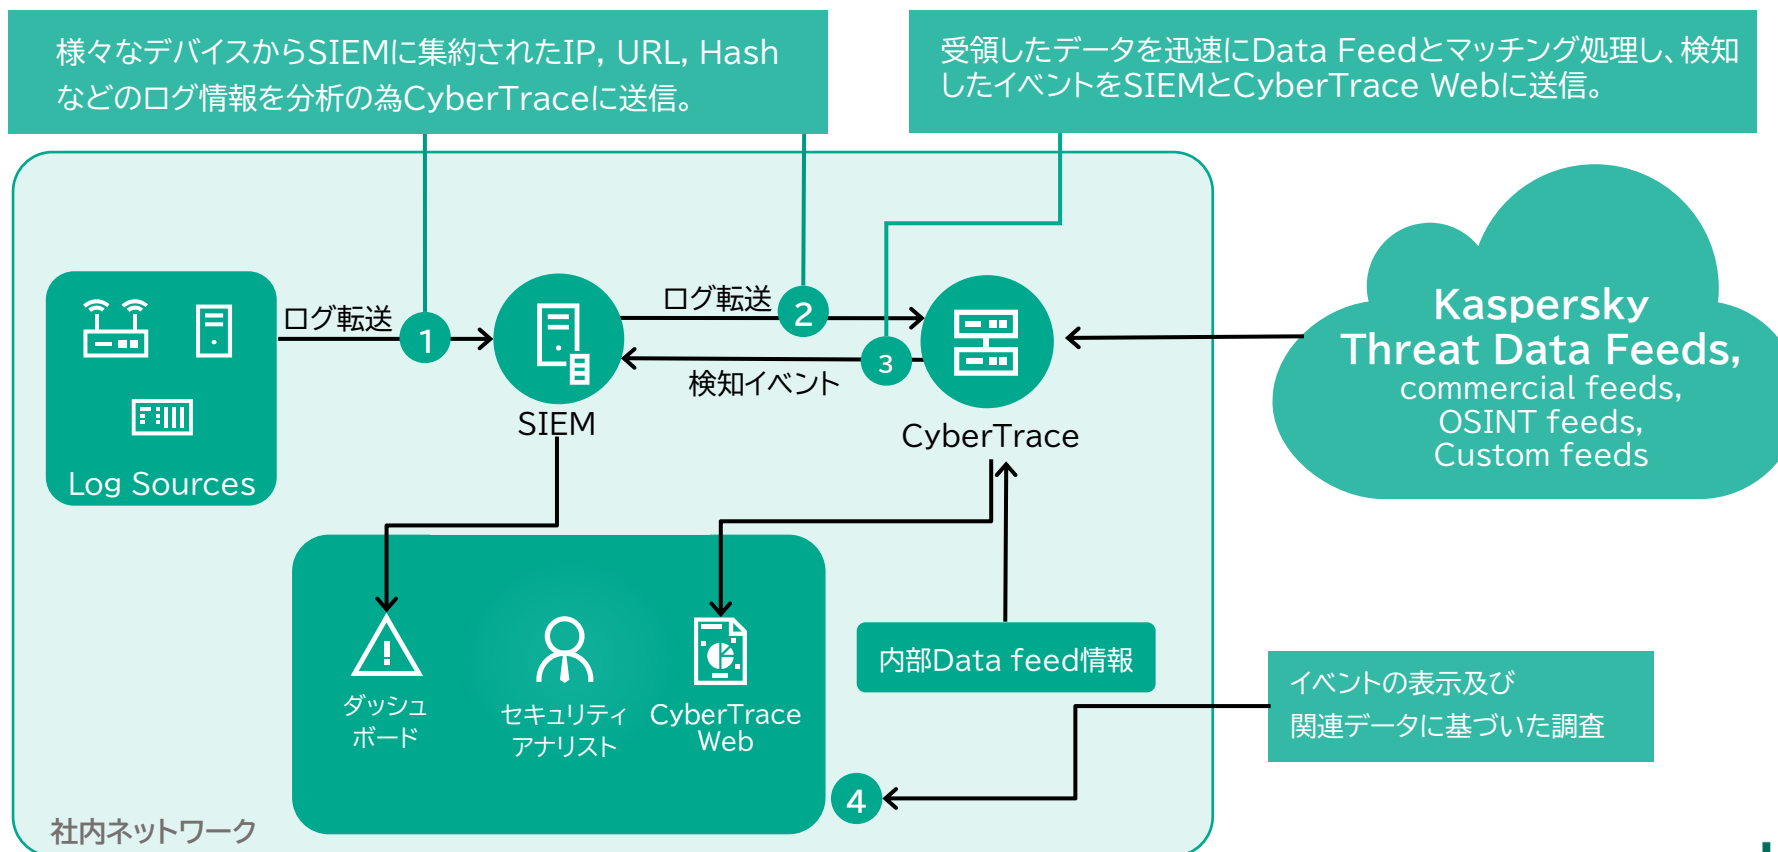 様々なデバイスからSIEMに集約されたIP, URL, Hash
などのログ情報を分析の為CyberTraceに送信。
受領したデータを迅速にData Feedとマッチング処理し、検知
したイベントをSIEMとCyberTrace Webに送信。
ログ転送
1
ログ転送
2
3
検知イベント
SIEM
CyberTrace
Log Sources
Kaspersky
Threat Data Feeds,
commercial feeds,
OSINT feeds,
Custom feeds
ダッシュ
ボード
セキュリティ
アナリスト
CyberTrace
Web
内部Data feed情報
イベントの表示及び
関連データに基づいた調査
4
社内ネットワーク